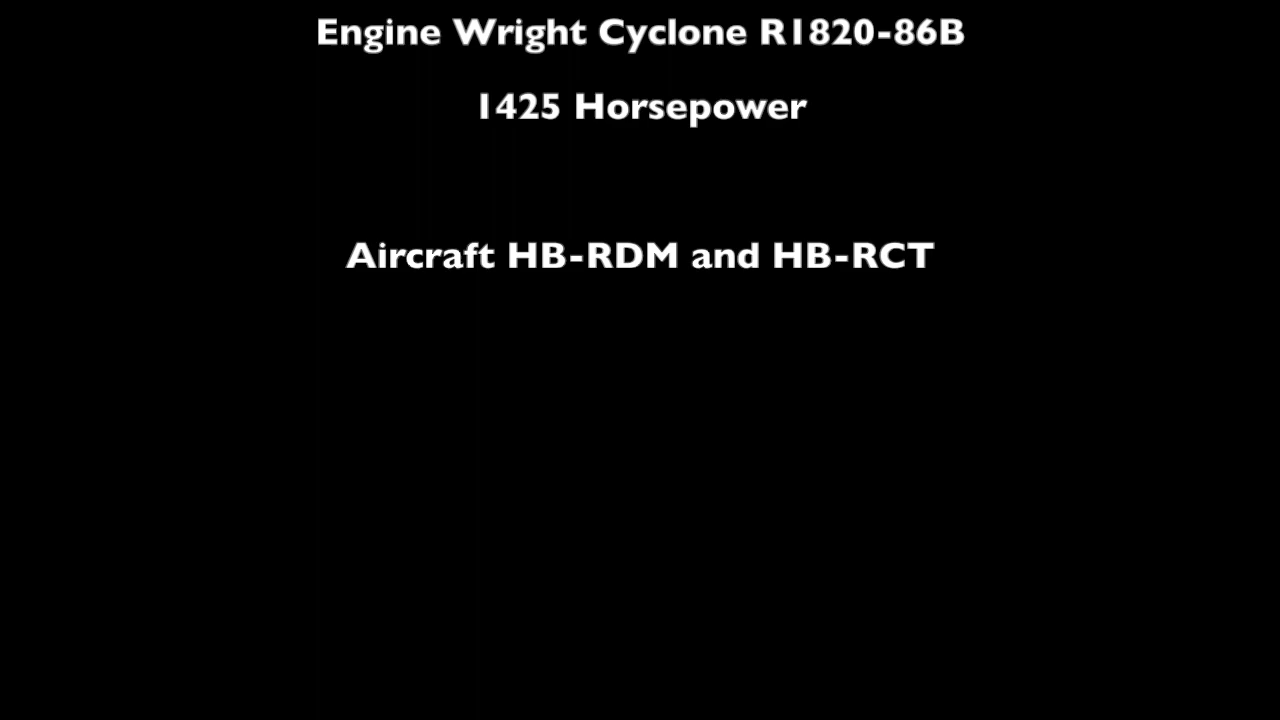 Engine Wright Cyclone R1820-86B
1425 Horsepower
Aircraft HB-RDM and HB-RCT